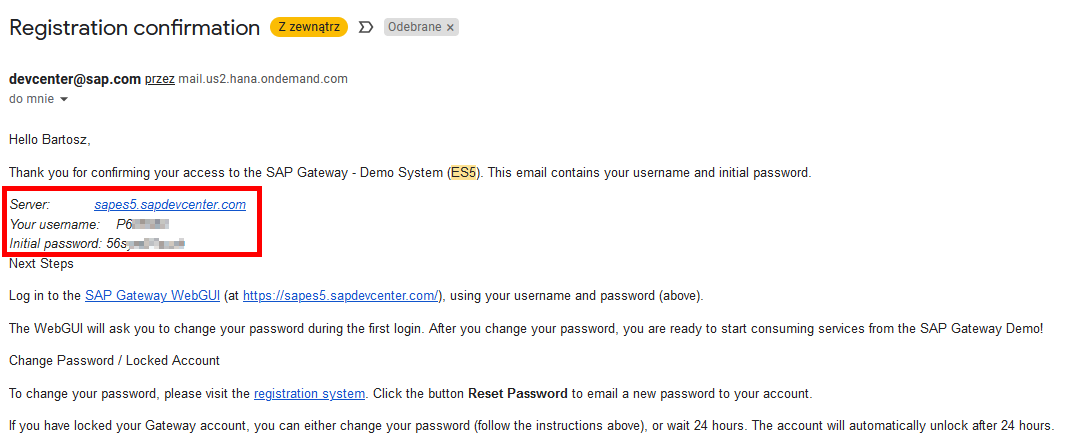 Registration confirmation Z zewnątrz Odebrane ×
devcenter@sap.com przez mail.us2.hana.ondemand.com
do mnie
Hello Bartosz,
Thank you for confirming your access to the SAP Gateway - Demo System (ES5). This email contains your username and initial password.
Server: sapes5.sapdevcenter.com
Your username: P6
Initial password: 56s
Next Steps
Log in to the SAP Gateway WebGUI (at https://sapes5.sapdevcenter.com/), using your username and password (above).
The WebGUI will ask you to change your password during the first login. After you change your password, you are ready to start consuming services from the SAP Gateway Demo!
Change Password / Locked Account
To change your password, please visit the registration system. Click the button Reset Password to email a new password to your account.
If you have locked your Gateway account, you can either change your password (follow the instructions above), or wait 24 hours. The account will automatically unlock after 24 hours.